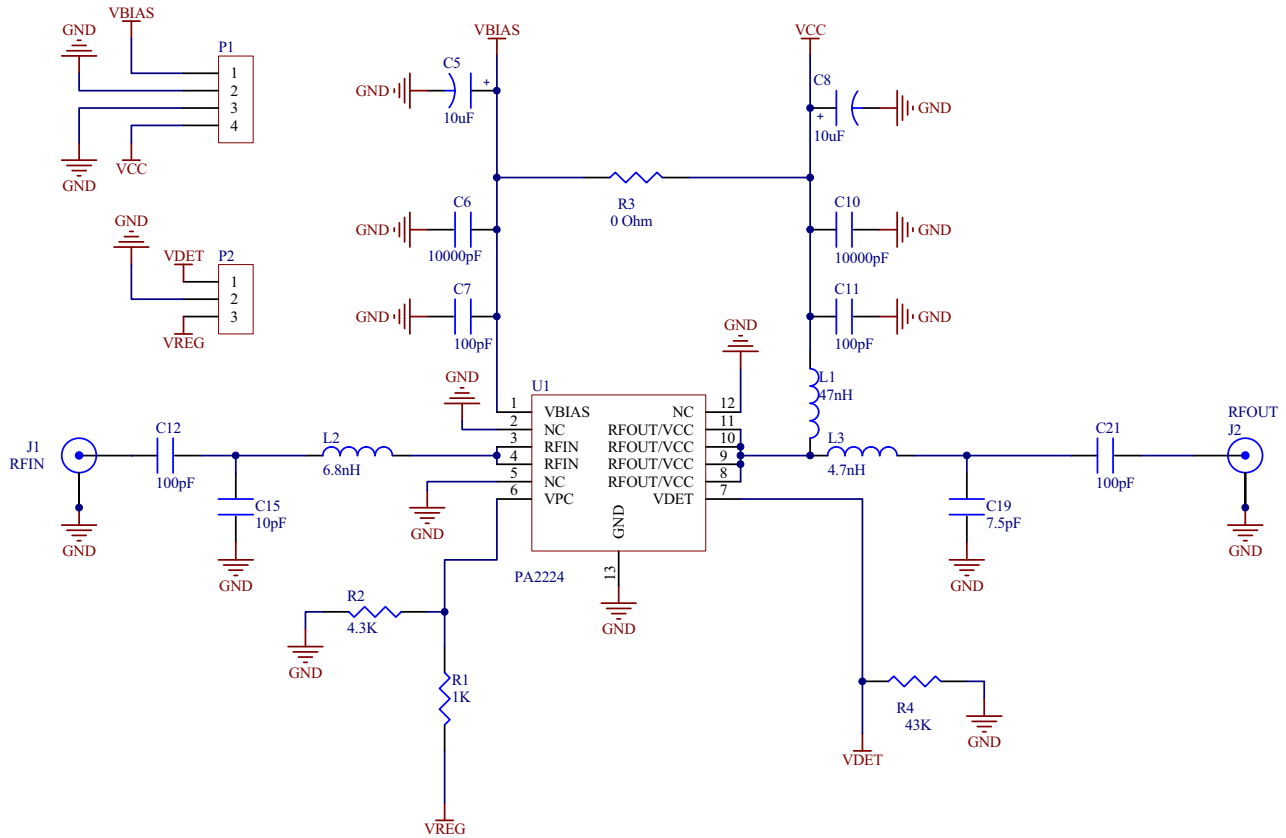 VBIAS
GND
P1
1
2
3
4
GND
VCC
GND
VDET
P2
1
2
3
VREG
VBIAS
C5
+
GND
10uF
VCC
C8
+
GND
10uF
R3
0 Ohm
C6
GND
10000pF
C10
GND
10000pF
C7
GND
100pF
C11
GND
100pF
GND
L1
47nH
GND
U1
1 VBIAS
2 NC
3 RFIN
4 RFIN
5 NC
6 VPC
NC 12
RFOUT/VCC 11
RFOUT/VCC 10
RFOUT/VCC 9
RFOUT/VCC 8
VDET 7
GND
13
PA2224
GND
J1
RFIN
GND
C12
100pF
C15
10pF
GND
L2
6.8nH
GND
L3
4.7nH
C19
7.5pF
GND
C21
100pF
RFOUT
J2
GND
R2
4.3K
GND
R1
1K
VREG
R4
43K
GND
VDET